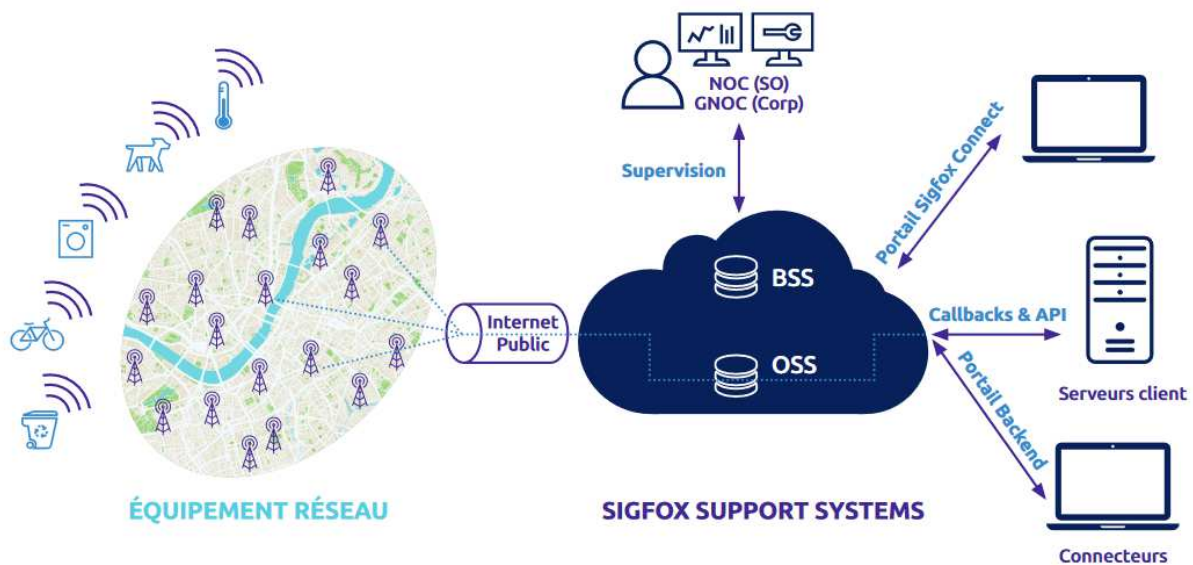 NOC (SO)
GNOC (Corp)
Supervision
Portail Sigfox Connect
BSS
Internet
Public
OSS
Callbacks & API
Serveurs client
Portail Backend
ÉQUIPEMENT RÉSEAU
SIGFOX SUPPORT SYSTEMS
Connecteurs